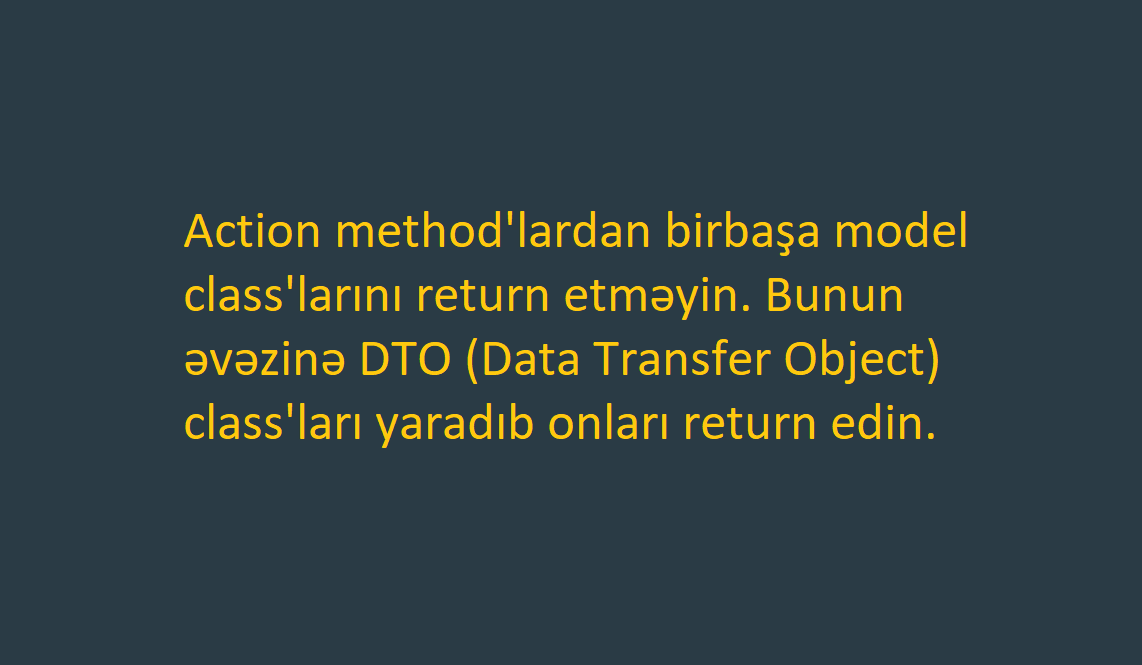 Action method'lardan birbaşa model
class'larını return etməyin. Bunun
əvəzinə DTO (Data Transfer Object)
class'ları yaradıb onları return edin.